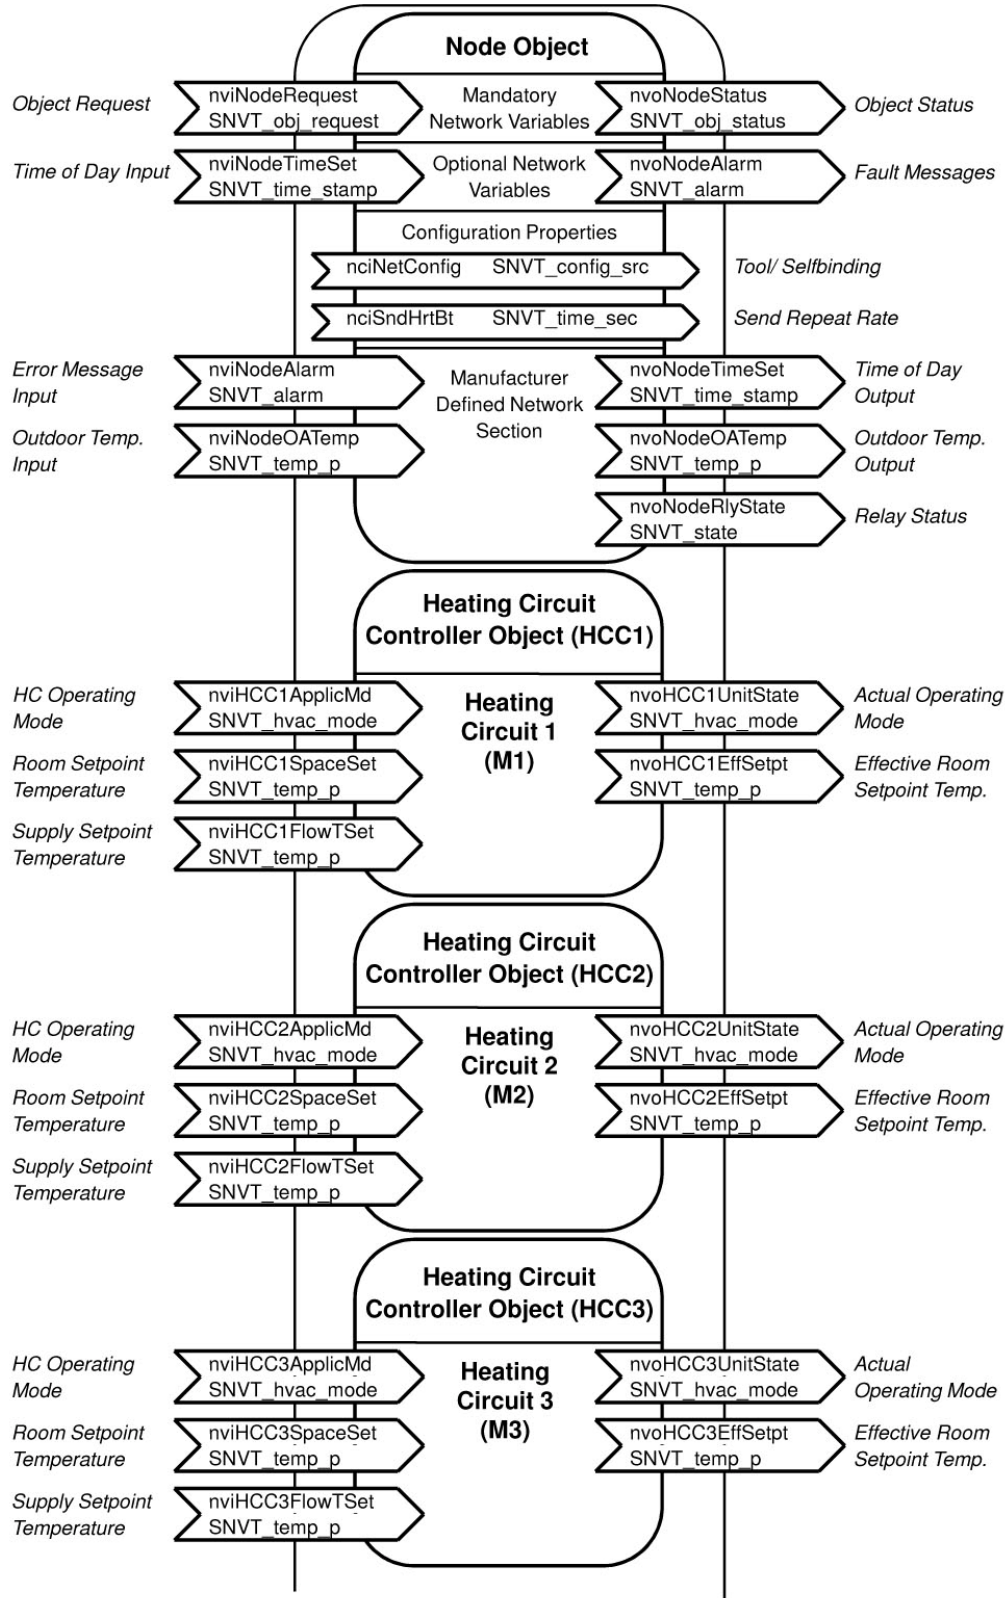 Node Object
Object Request
nviNodeRequest
SNVT_obj_request
Mandatory
Network Variables
nvoNodeStatus
SNVT_obj_status
Object Status
Time of Day Input
nviNodeTimeSet
SNVT_time_stamp
Optional Network
Variables
nvoNodeAlarm
SNVT_alarm
Fault Messages
Configuration Properties
nciNetConfig SNVT_config_src
Tool/ Selfbinding
nciSndHrtBt SNVT_time_sec
Send Repeat Rate
Error Message
Input
nviNodeAlarm
SNVT_alarm
Manufacturer
Defined Network
Section
nvoNodeTimeSet
SNVT_time_stamp
Time of Day
Output
Outdoor Temp.
Input
nviNodeOATemp
SNVT_temp_p
nvoNodeOATemp
SNVT_temp_p
Outdoor Temp.
Output
nvoNodeRlyState
SNVT_state
Relay Status
Heating Circuit
Controller Object (HCC1)
HC Operating
Mode
nviHCC1ApplicMd
SNVT_hvac_mode
Heating
Circuit 1
(M1)
nvoHCC1UnitState
SNVT_hvac_mode
Actual Operating
Mode
Room Setpoint
Temperature
nviHCC1SpaceSet
SNVT_temp_p
nvoHCC1EffSetpt
SNVT_temp_p
Effective Room
Setpoint Temp.
Supply Setpoint
Temperature
nviHCC1FlowTSet
SNVT_temp_p
Heating Circuit
Controller Object (HCC2)
HC Operating
Mode
nviHCC2ApplicMd
SNVT_hvac_mode
Heating
Circuit 2
(M2)
nvoHCC2UnitState
SNVT_hvac_mode
Actual Operating
Mode
Room Setpoint
Temperature
nviHCC2SpaceSet
SNVT_temp_p
nvoHCC2EffSetpt
SNVT_temp_p
Effective Room
Setpoint Temp.
Supply Setpoint
Temperature
nviHCC2FlowTSet
SNVT_temp_p
Heating Circuit
Controller Object (HCC3)
HC Operating
Mode
nviHCC3ApplicMd
SNVT_hvac_mode
Heating
Circuit 3
(M3)
nvoHCC3UnitState
SNVT_hvac_mode
Actual
Operating Mode
Room Setpoint
Temperature
nviHCC3SpaceSet
SNVT_temp_p
nvoHCC3EffSetpt
SNVT_temp_p
Effective Room
Setpoint Temp.
Supply Setpoint
Temperature
nviHCC3FlowTSet
SNVT_temp_p